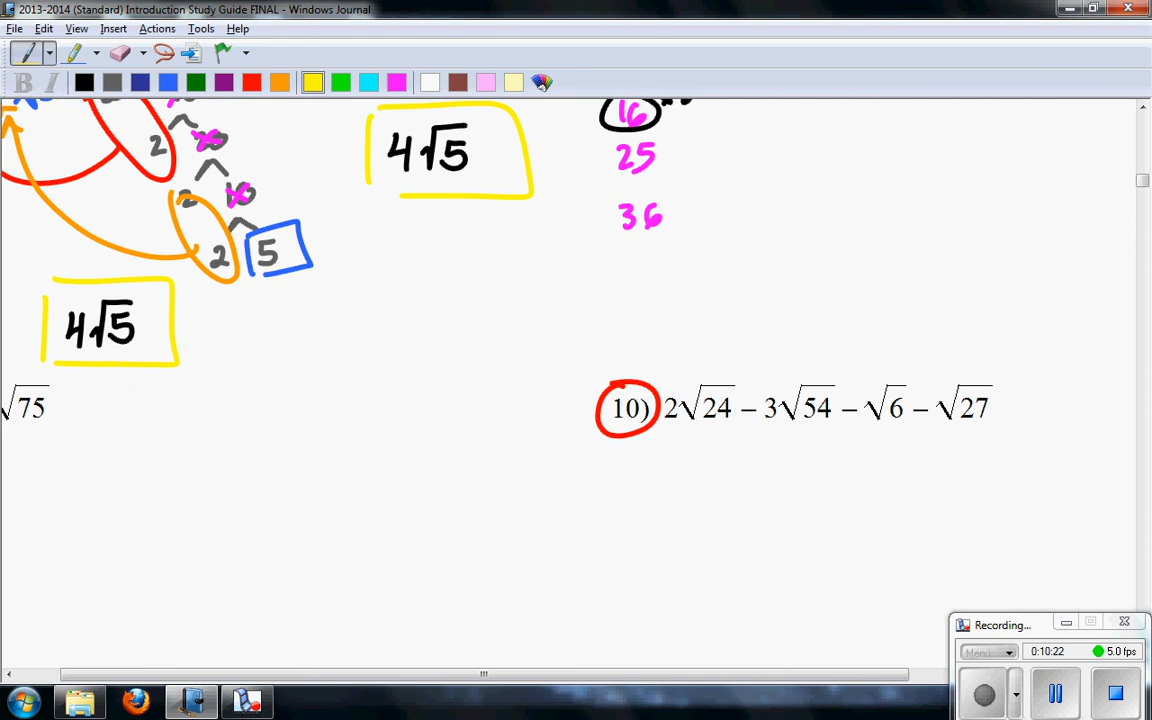 2013-2014 (Standard) Introduction Study Guide FINAL - Windows Journal
File Edit View Insert Actions Tools Help
B I
16
25
36
2
2
2 5
4√5
4√5
√75
10) 2√24 – 3√54 – √6 – √27
Recording...
Menu 0:10:22 5.0 fps